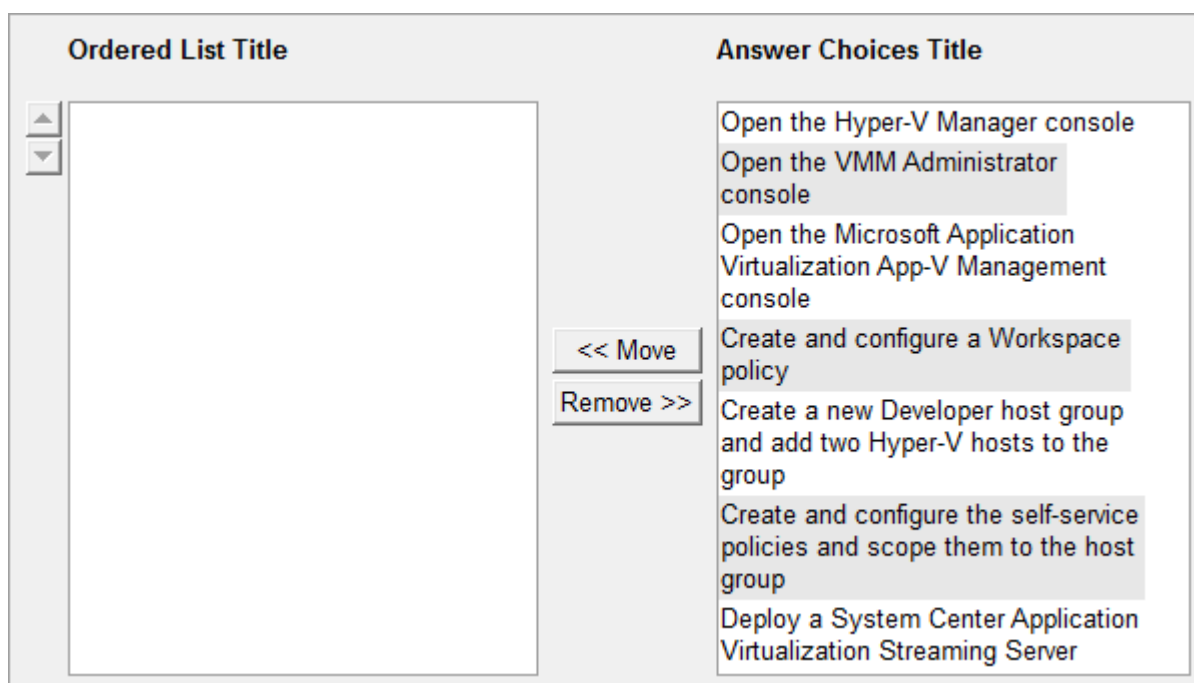 Ordered List Title
Answer Choices Title
Open the Hyper-V Manager console
Open the VMM Administrator
console
Open the Microsoft Application
Virtualization App-V Management
console
Create and configure a Workspace
policy
Create a new Developer host group
and add two Hyper-V hosts to the
group
Create and configure the self-service
policies and scope them to the host
group
Deploy a System Center Application
Virtualization Streaming Server
<< Move
Remove >>